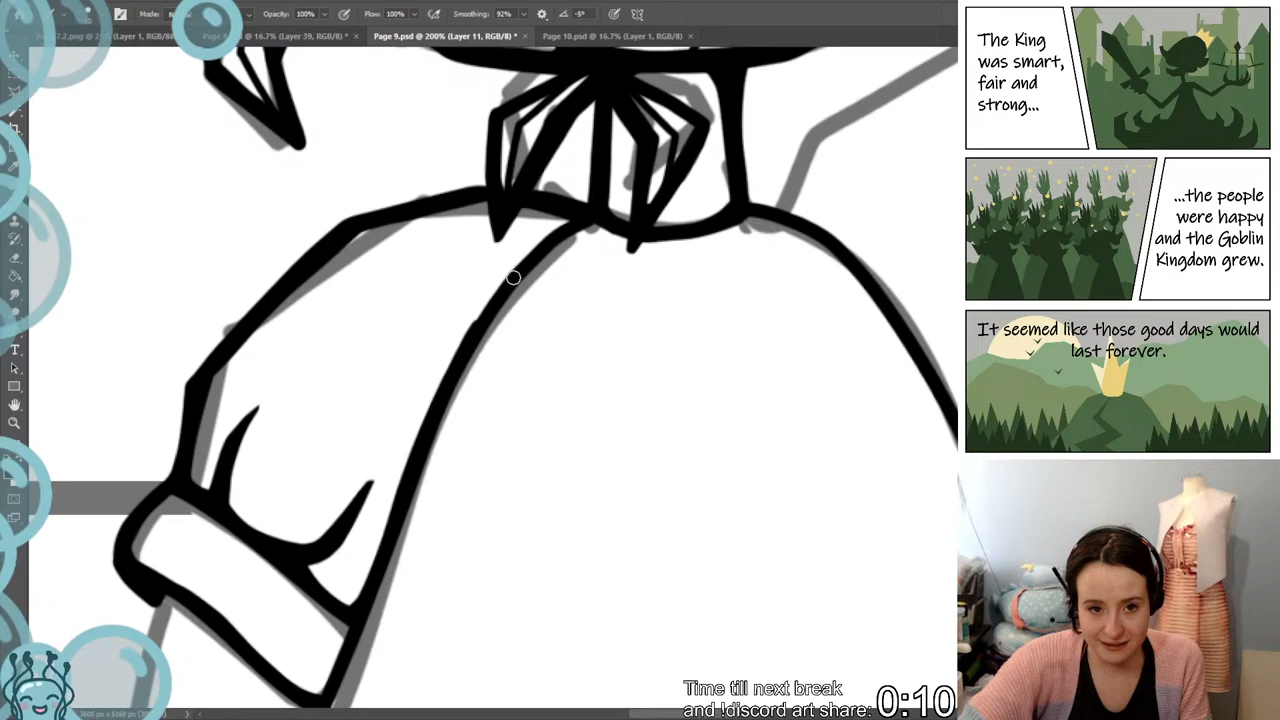 Mode:
Opacity: 100%
Flow: 100%
Smoothing: 92%
-5°
Page 9.psd @ 200% (Layer 11, RGB/8) *
Page 10.psd @ 16.7% (Layer 1, RGB/8)
The King
was smart,
fair and
strong...
...the people
were happy
and the Goblin
Kingdom grew.
It seemed like those good days would
last forever.
Time till next break
and !discord art share:
0:10